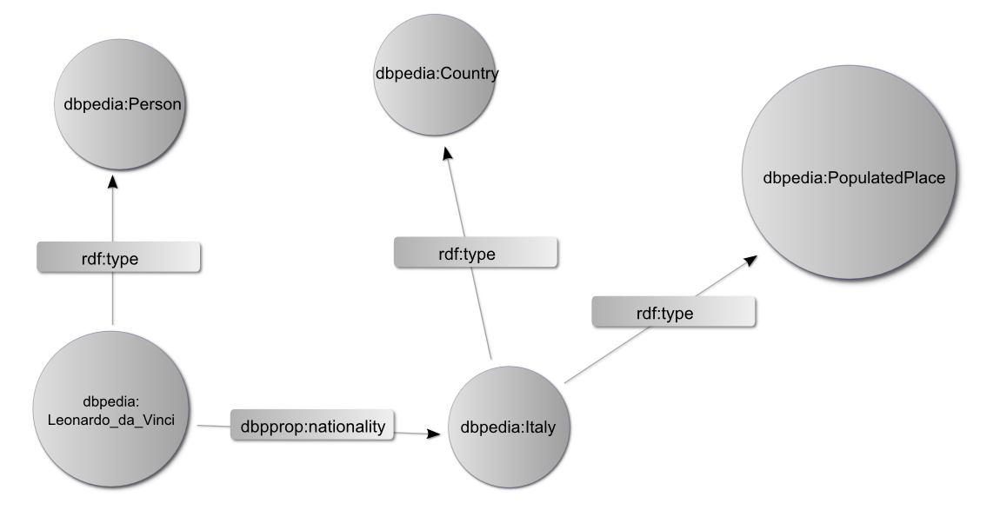 dbpedia:Country
dbpedia:Person
dbpedia:PopulatedPlace
rdf:type
rdf:type
rdf:type
dbpedia:
Leonardo_da_Vinci
dbpprop:nationality
dbpedia:Italy